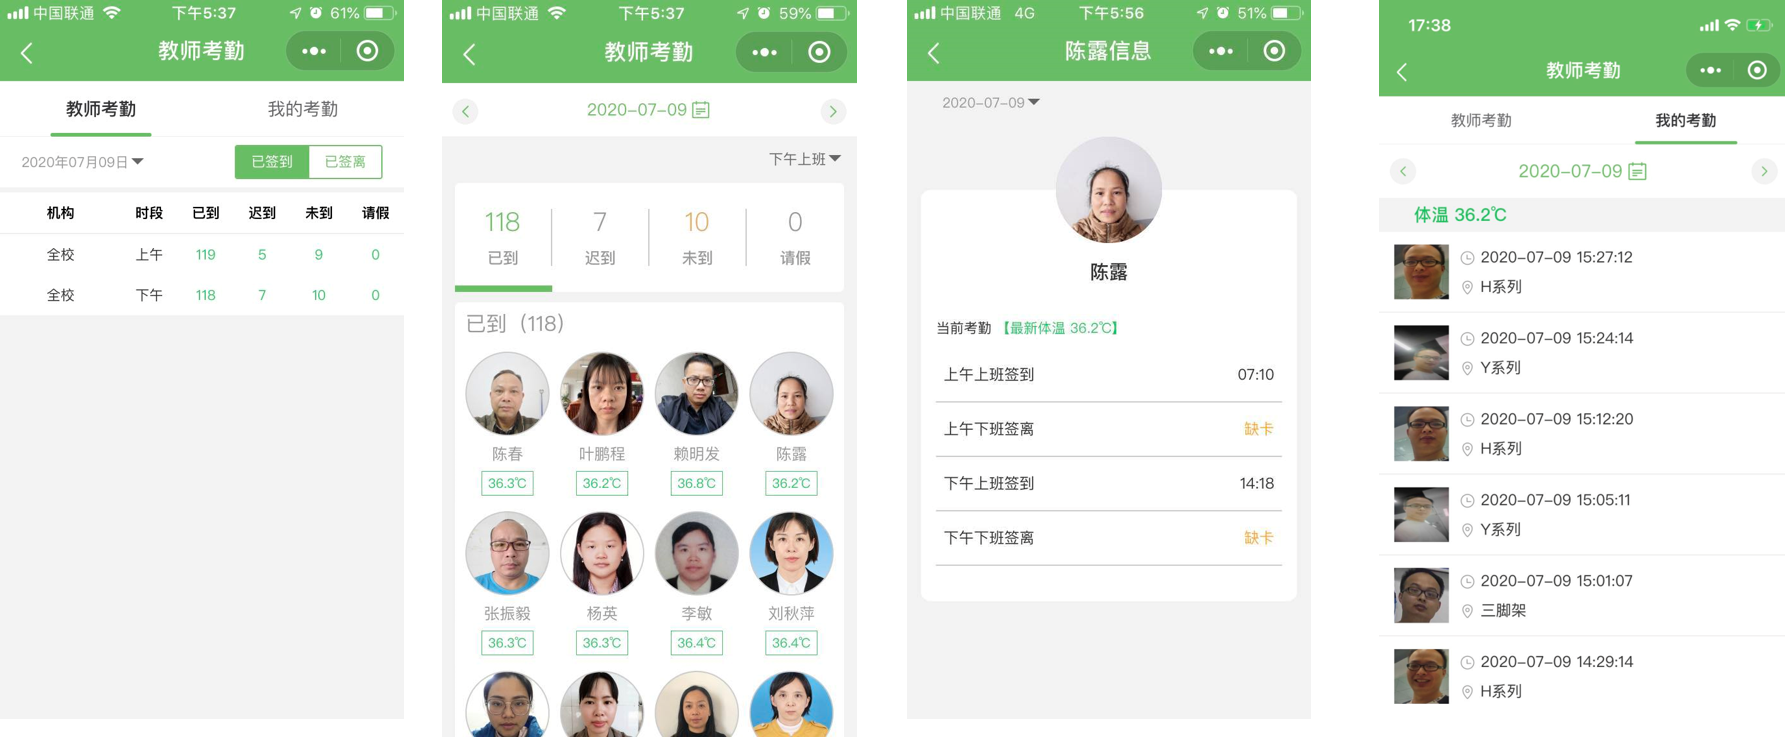 中国联通 下午5:37 61%
教师考勤
教师考勤 我的考勤
2020年07月09日 已签到 已签离
机构 时段 已到 迟到 未到 请假
全校 上午 119 5 9 0
全校 下午 118 7 10 0
中国联通 下午5:37 59%
教师考勤
2020-07-09
下午上班
118 7 10 0
已到 迟到 未到 请假
已到（118）
陈春 叶鹏程 赖明发 陈露
36.3℃ 36.2℃ 36.8℃ 36.2℃
张振毅 杨英 李敏 刘秋萍
36.3℃ 36.3℃ 36.4℃ 36.4℃
中国联通 4G 下午5:56 51%
陈露信息
2020-07-09
陈露
当前考勤 【最新体温 36.2℃】
上午上班签到 07:10
上午下班签离 缺卡
下午上班签到 14:18
下午下班签离 缺卡
17:38
教师考勤
教师考勤 我的考勤
2020-07-09
体温 36.2℃
2020-07-09 15:27:12
H系列
2020-07-09 15:24:14
Y系列
2020-07-09 15:12:20
H系列
2020-07-09 15:05:11
Y系列
2020-07-09 15:01:07
三脚架
2020-07-09 14:29:14
H系列